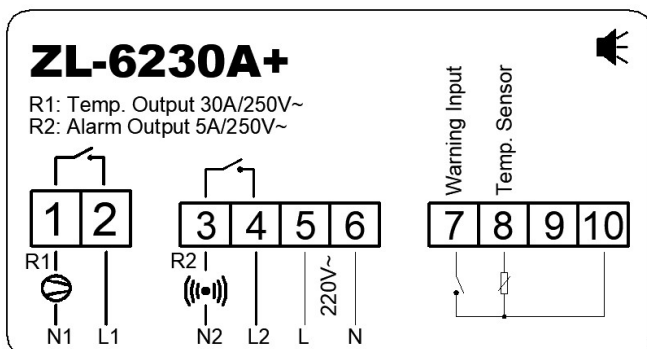 ZL-6230A+
R1: Temp. Output 30A/250V~
R2: Alarm Output 5A/250V~
Warning Input
Temp. Sensor
1 2 3 4 5 6 7 8 9 10
R1 R2 220V~
N1 L1 N2 L2 L N